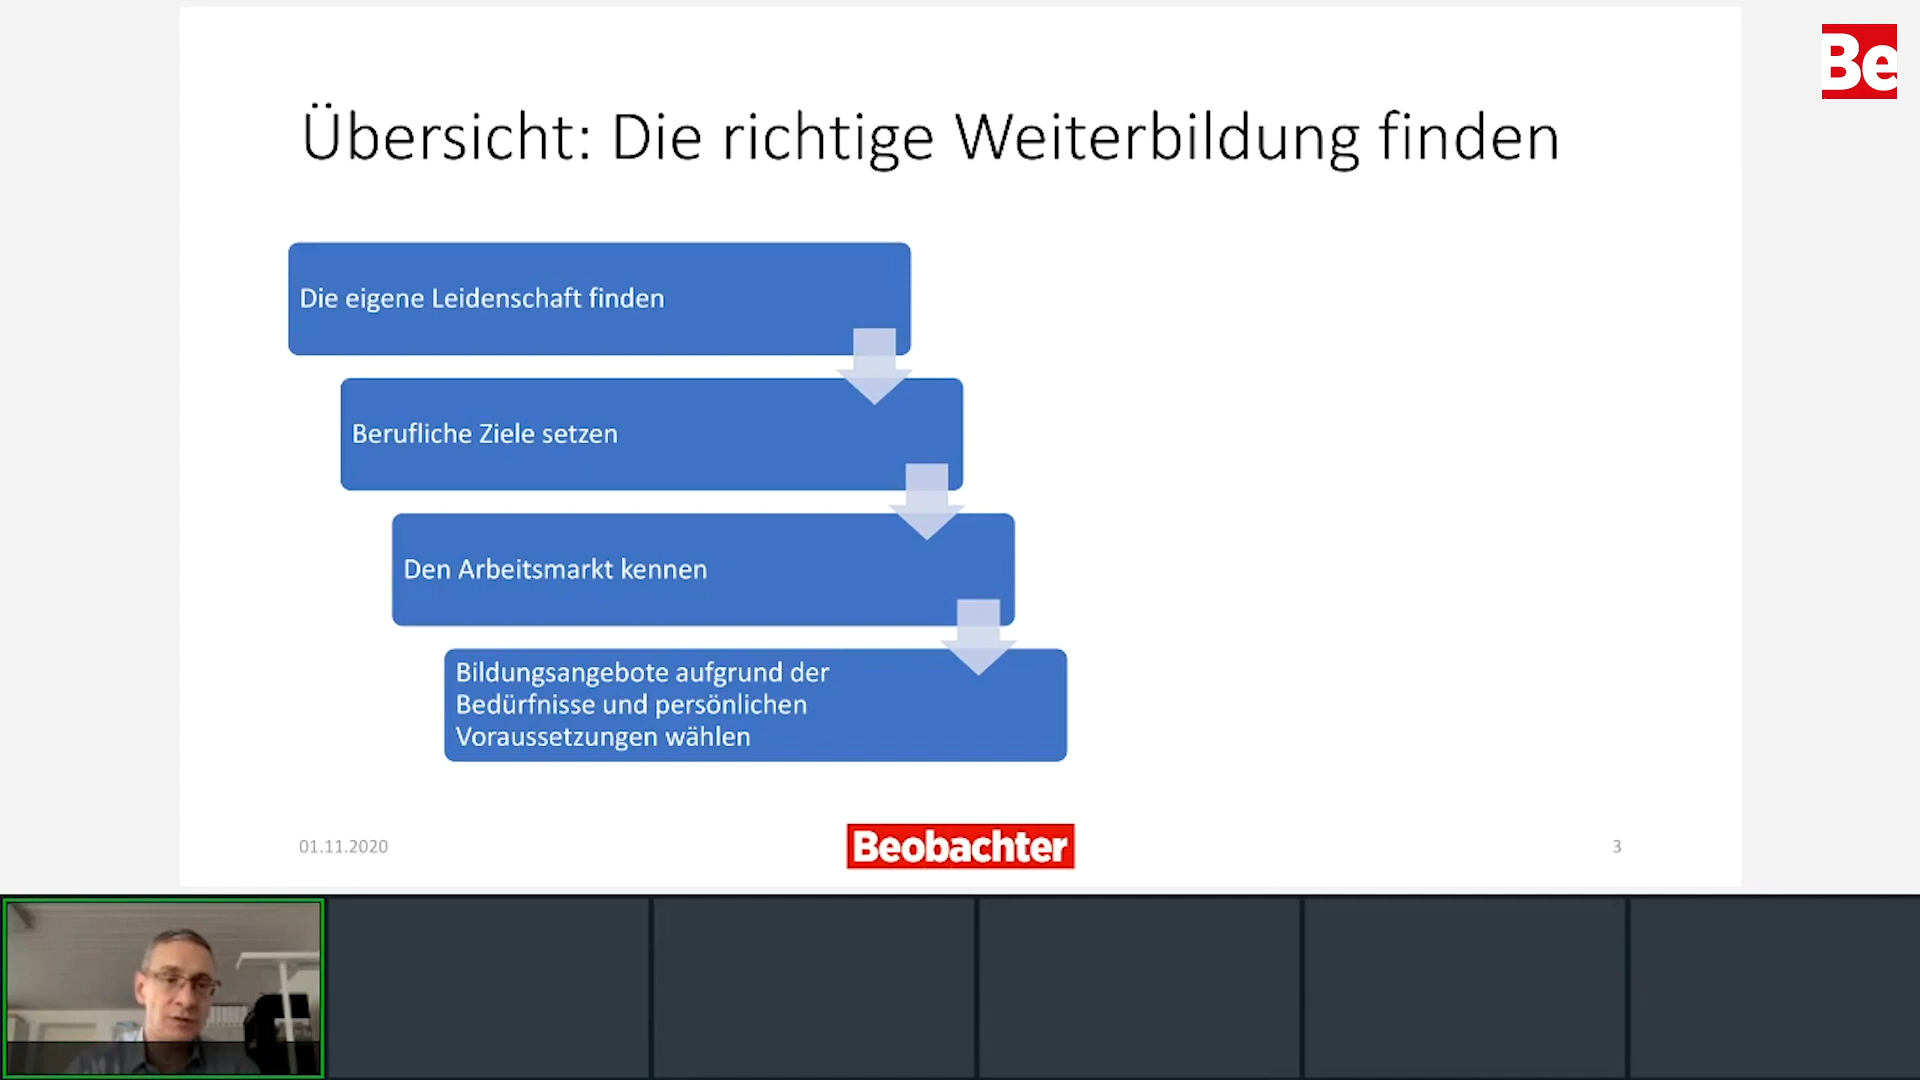 Be
Übersicht: Die richtige Weiterbildung finden
Die eigene Leidenschaft finden
Berufliche Ziele setzen
Den Arbeitsmarkt kennen
Bildungsangebote aufgrund der
Bedürfnisse und persönlichen
Voraussetzungen wählen
01.11.2020
Beobachter
3